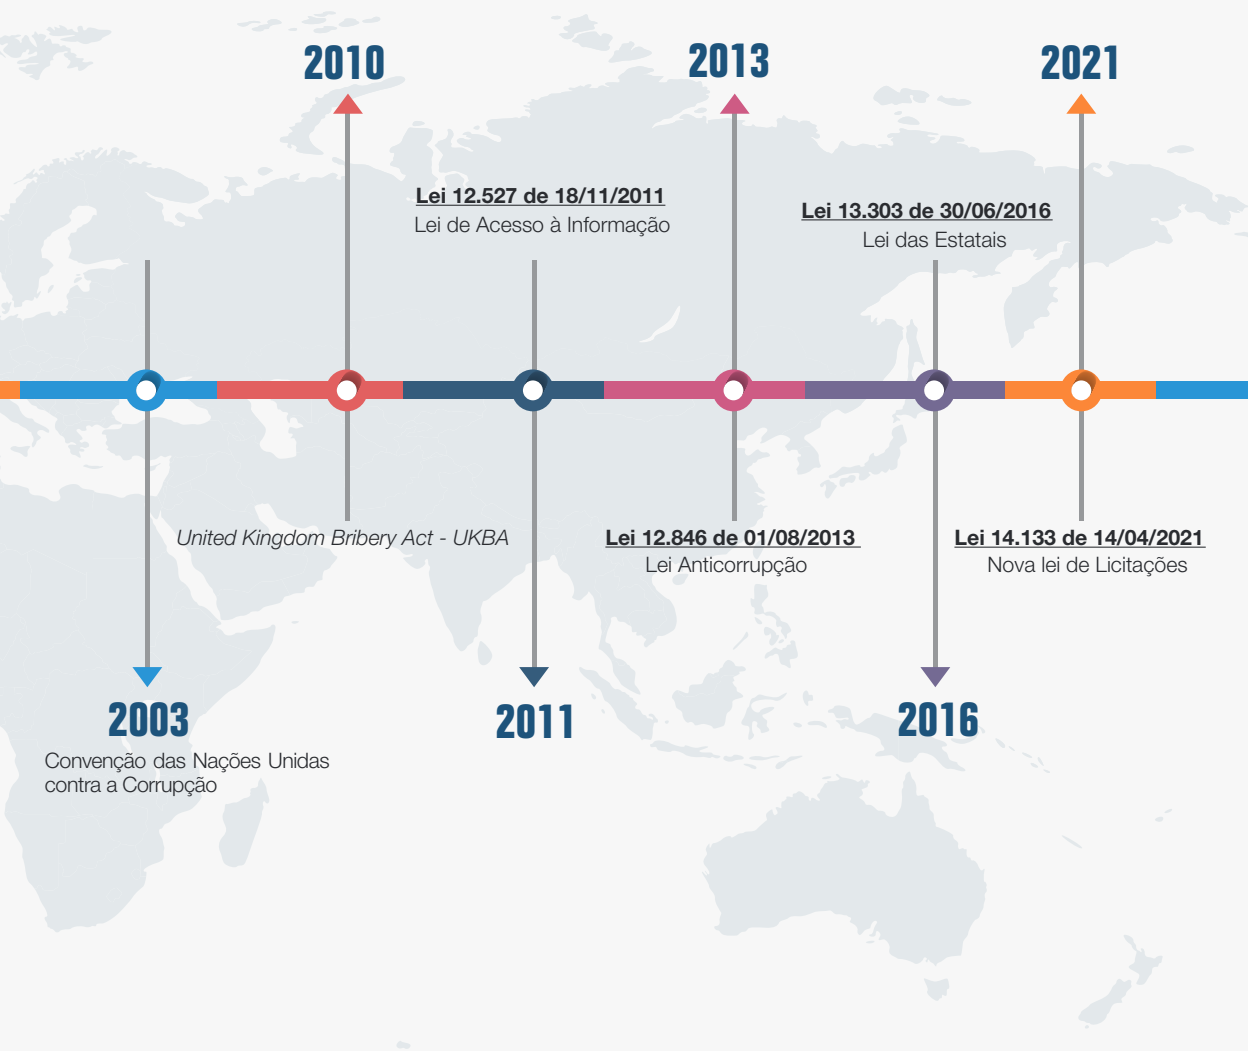 2010
2013
2021
Lei 12.527 de 18/11/2011
Lei de Acesso à Informação
Lei 13.303 de 30/06/2016
Lei das Estatais
United Kingdom Bribery Act - UKBA
Lei 12.846 de 01/08/2013
Lei Anticorrupção
Lei 14.133 de 14/04/2021
Nova lei de Licitações
2003
Convenção das Nações Unidas
contra a Corrupção
2011
2016